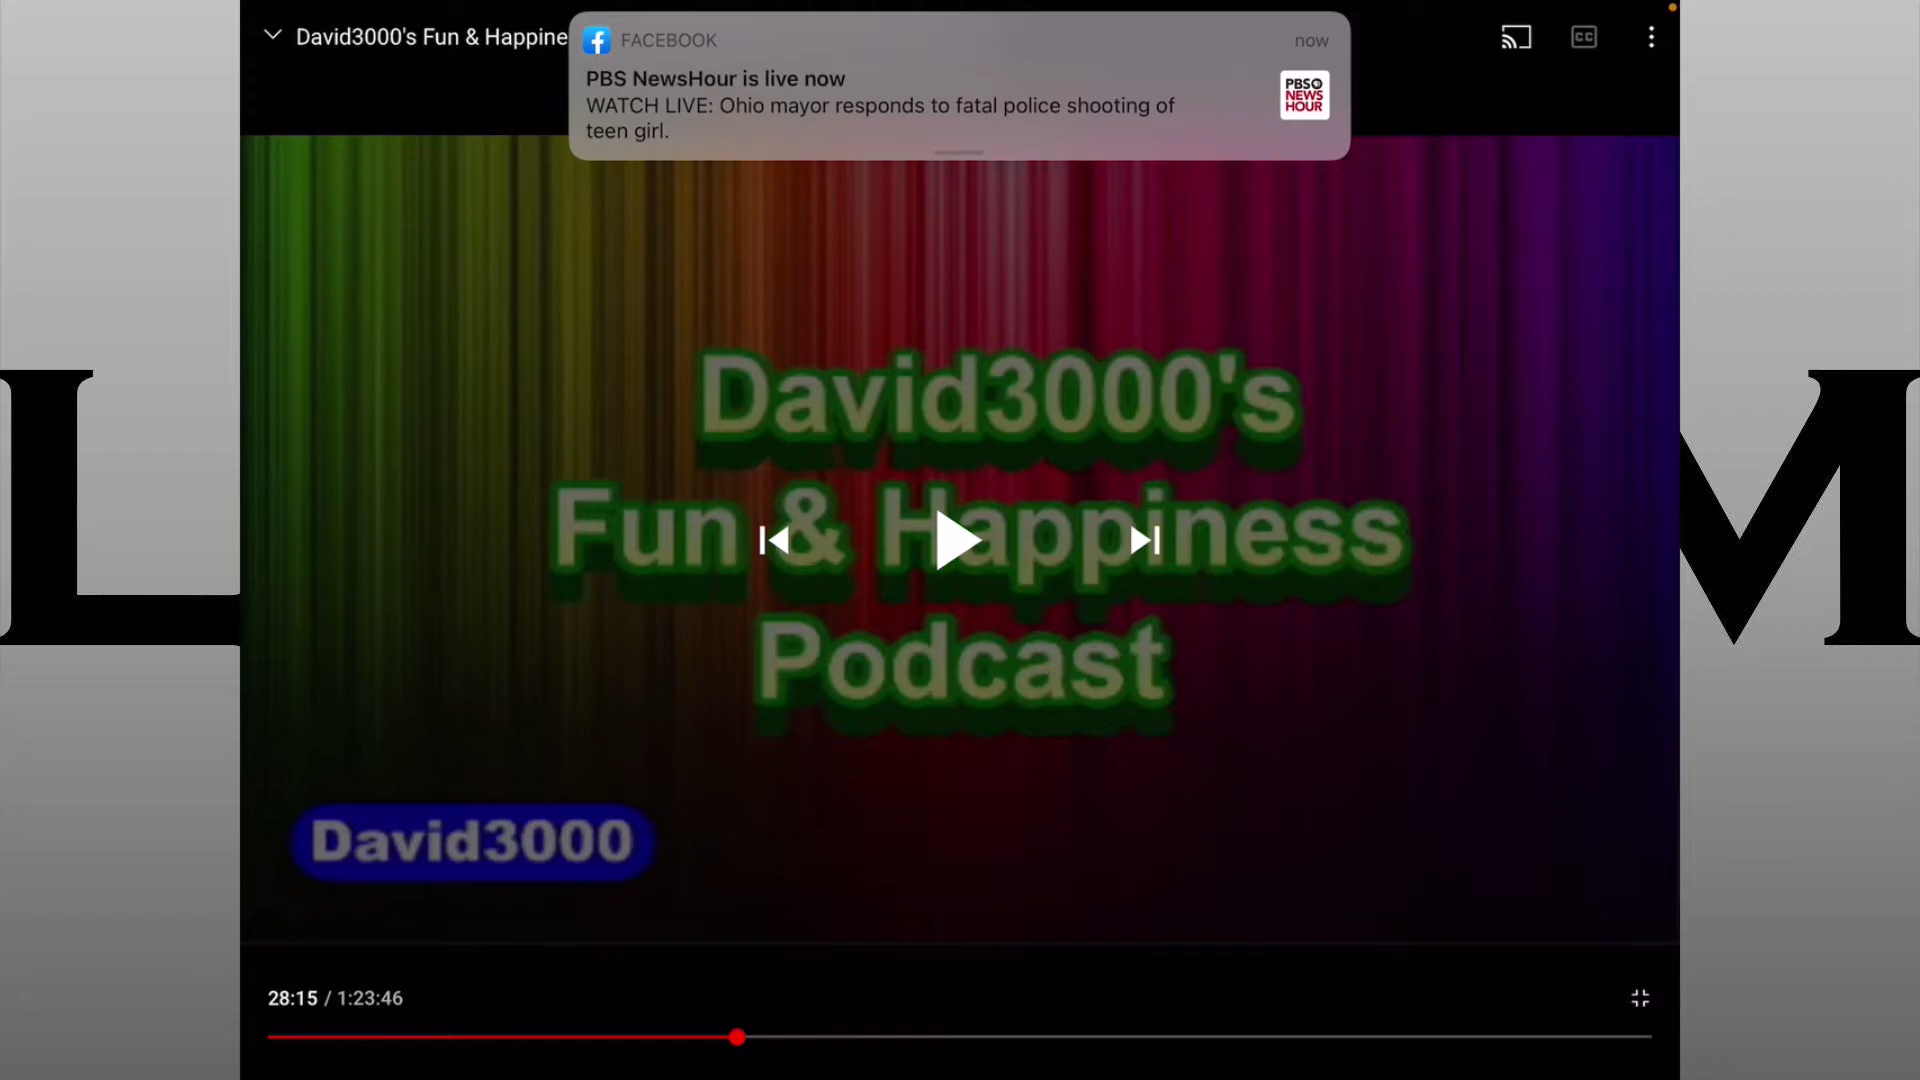 David3000's Fun & Happine
FACEBOOK
now
PBS NewsHour is live now
WATCH LIVE: Ohio mayor responds to fatal police shooting of
teen girl.
PBS
NEWS
HOUR
CC
L
M
David3000's
Fun & Happiness
Podcast
David3000
28:15 / 1:23:46